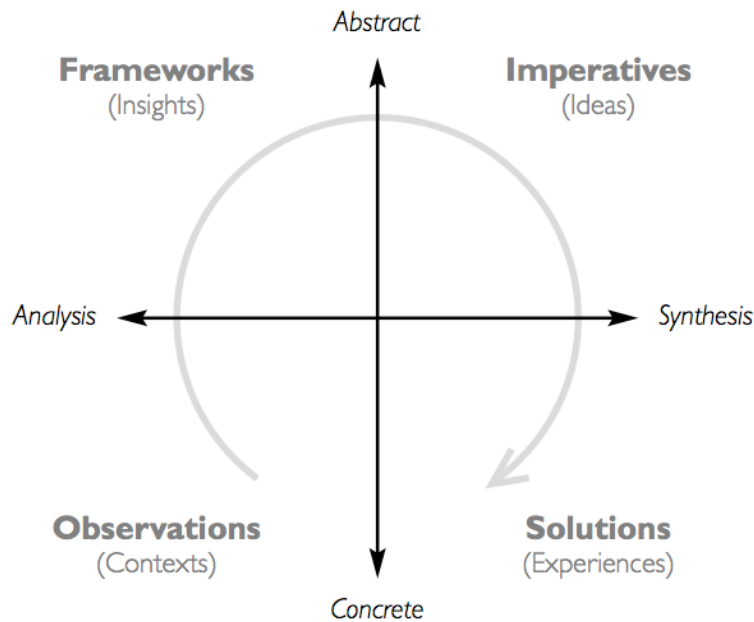 Abstract
Frameworks
(Insights)
Imperatives
(Ideas)
Analysis
Synthesis
Observations
(Contexts)
Solutions
(Experiences)
Concrete